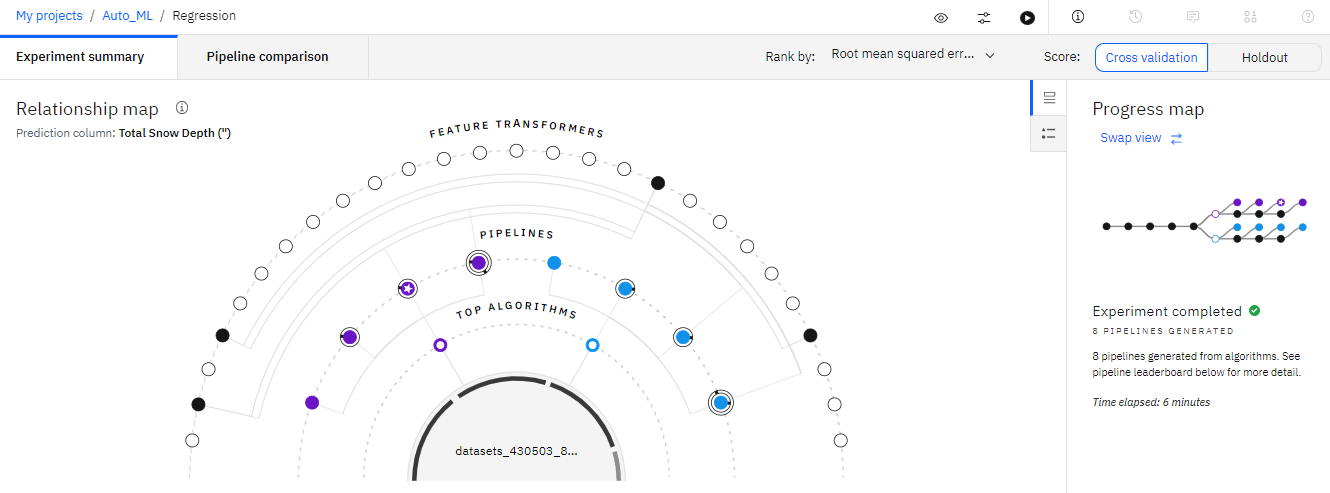 My projects / Auto_ML / Regression
Experiment summary
Pipeline comparison
Rank by: Root mean squared err...
Score: Cross validation Holdout
Relationship map
Prediction column: Total Snow Depth (")
FEATURE TRANSFORMERS
PIPELINES
TOP ALGORITHMS
datasets_430503_8...
Progress map
Swap view
Experiment completed
8 PIPELINES GENERATED
8 pipelines generated from algorithms. See
pipeline leaderboard below for more detail.
Time elapsed: 6 minutes